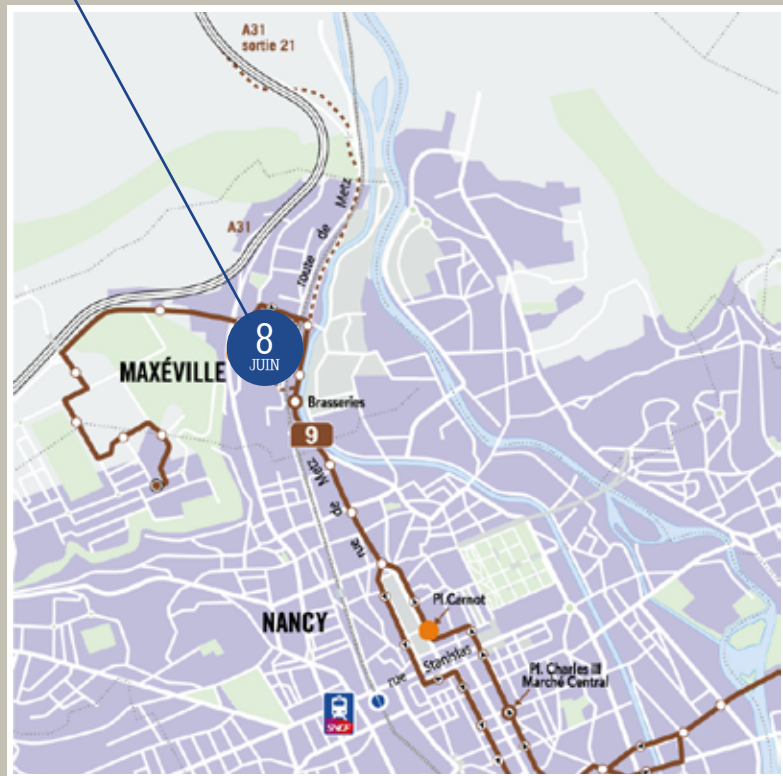 A31
sortie 21
A31
route de Metz
8
JUIN
MAXÉVILLE
Brasseries
9
rue de Metz
Pl.Carnot
NANCY
rue Stanislas
Pl. Charles III
Marché Central
SNCF